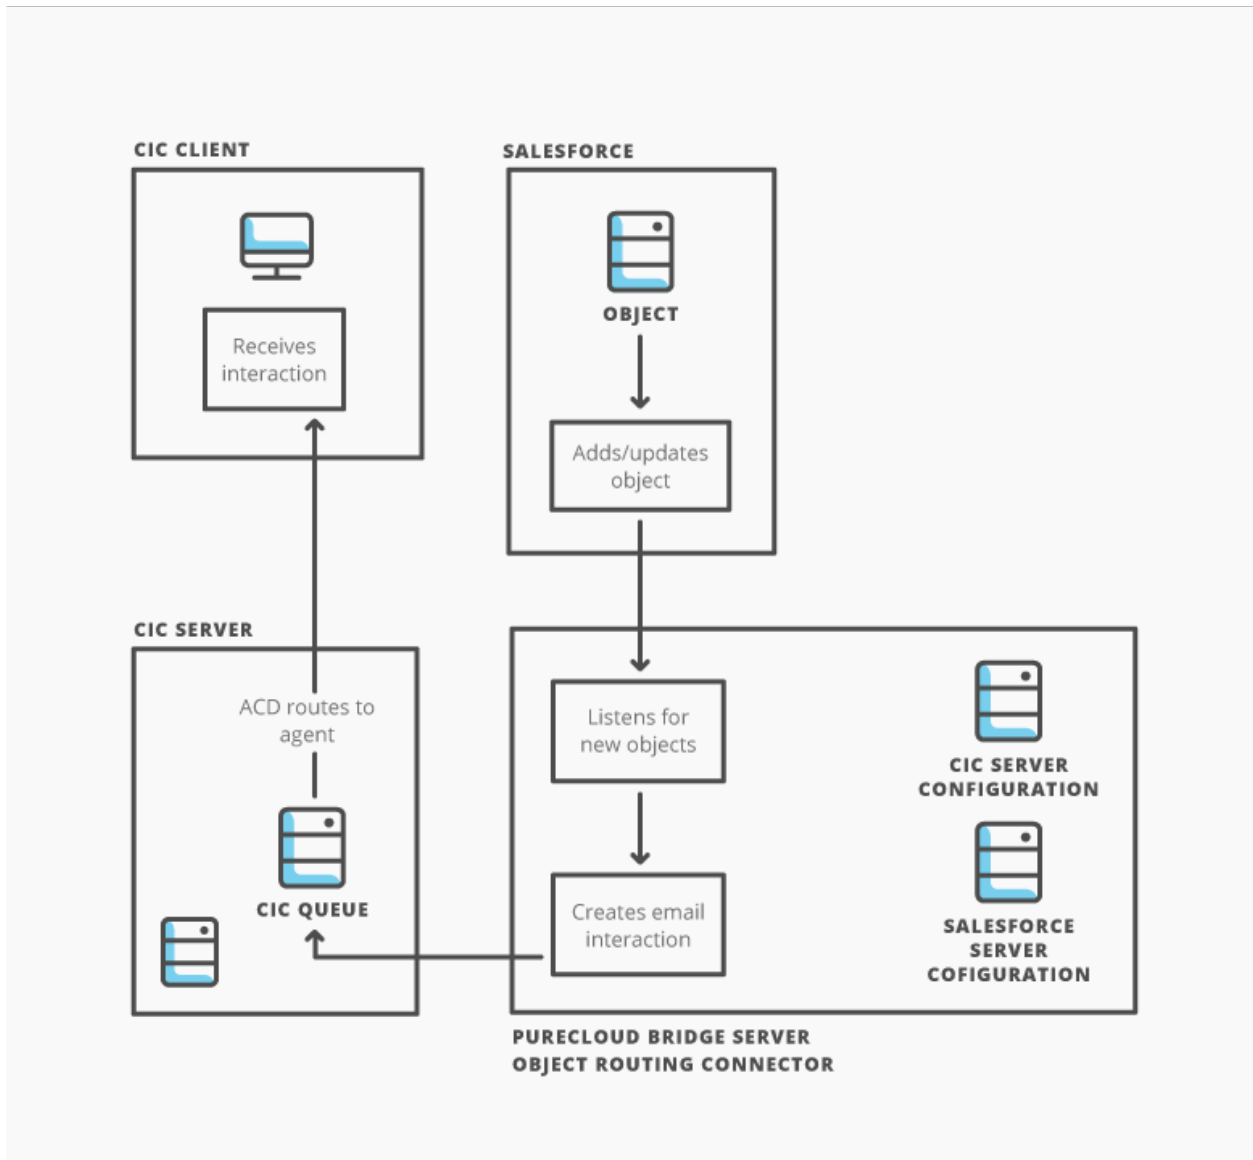 CIC CLIENT
Receives
interaction
SALESFORCE
OBJECT
Adds/updates
object
CIC SERVER
ACD routes to
agent
CIC QUEUE
Listens for
new objects
Creates email
interaction
CIC SERVER
CONFIGURATION
SALESFORCE
SERVER
COFIGURATION
PURECLOUD BRIDGE SERVER
OBJECT ROUTING CONNECTOR